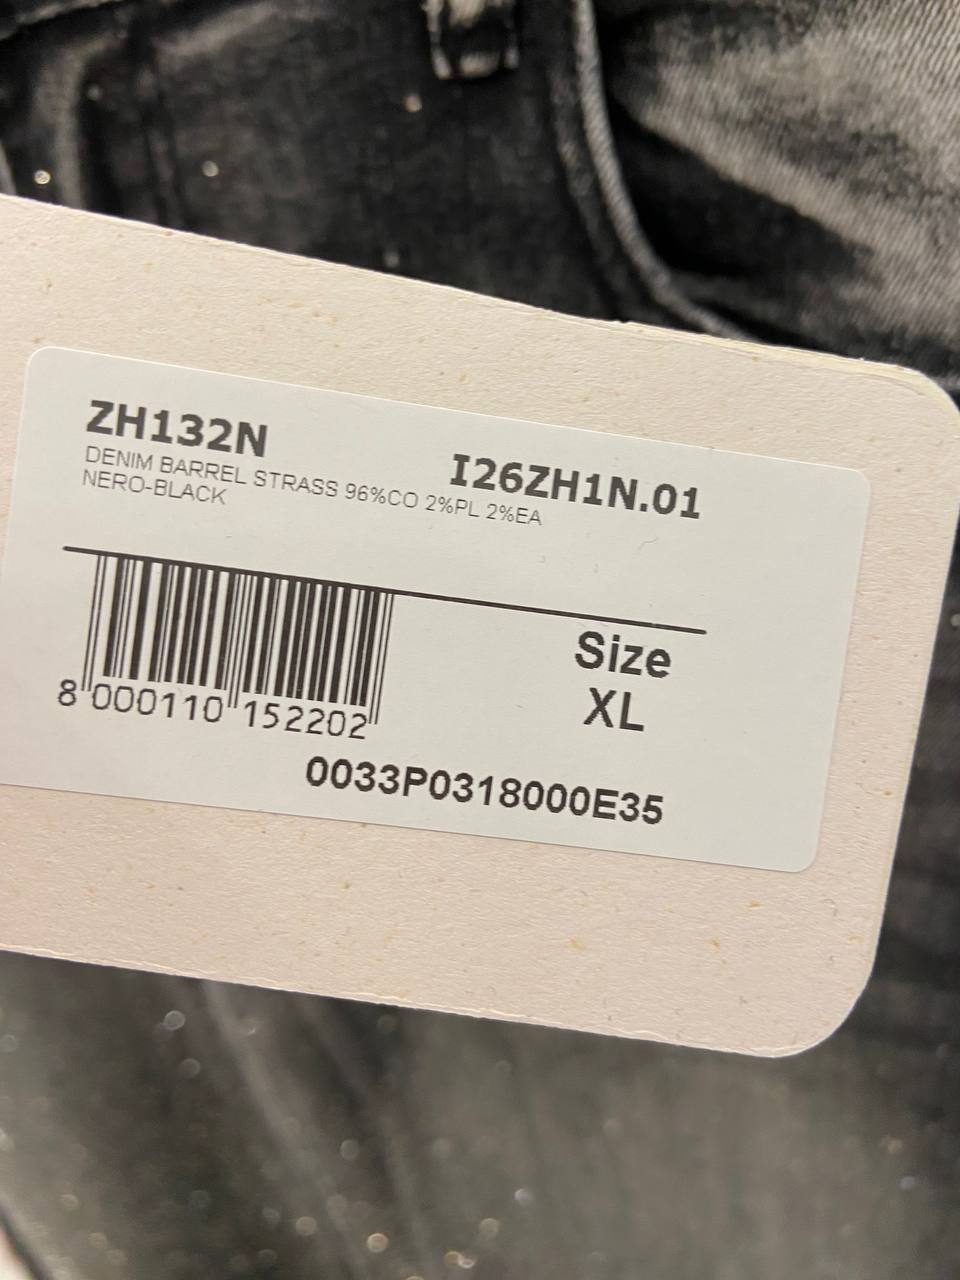 ZH132N
I26ZH1N.01
DENIM BARREL STRASS 96%CO 2%PL 2%EA
NERO-BLACK
Size
XL
8 000110 152202
0033P0318000E35